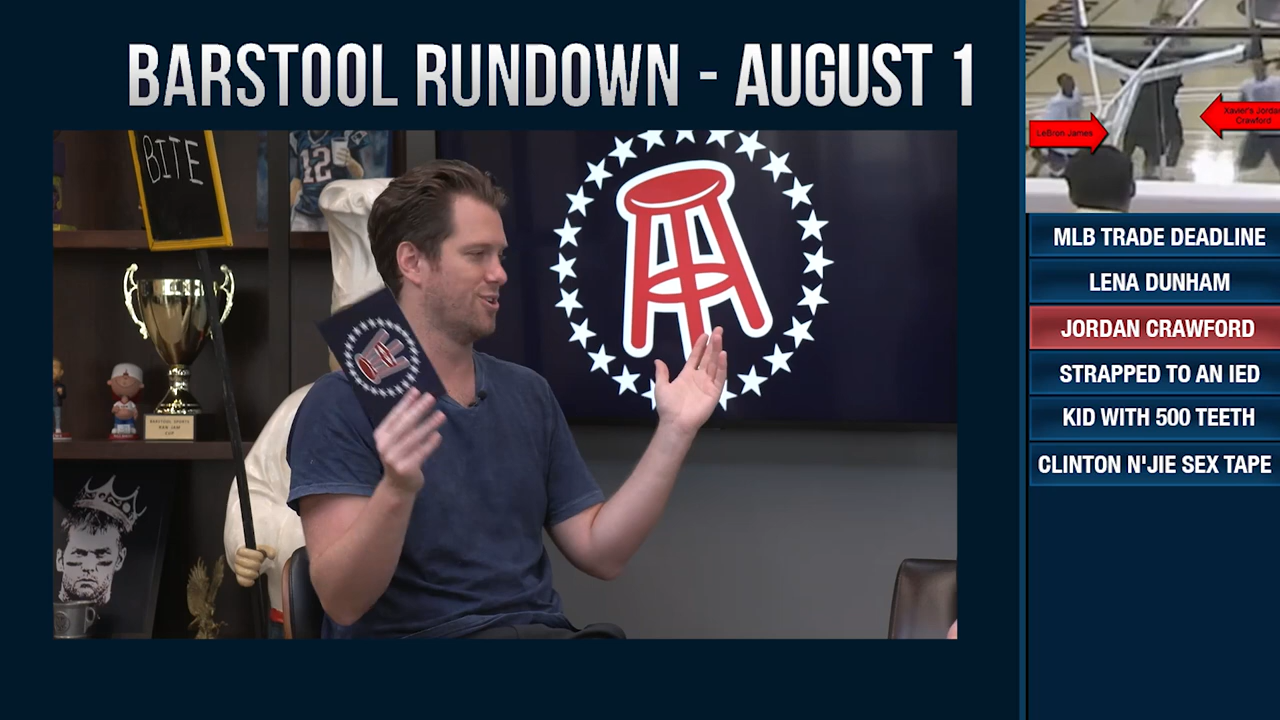 BARSTOOL RUNDOWN - AUGUST 1
BITE
12
LeBron James
Xavier's Jordan
Crawford
MLB TRADE DEADLINE
LENA DUNHAM
JORDAN CRAWFORD
STRAPPED TO AN IED
KID WITH 500 TEETH
CLINTON N'JIE SEX TAPE